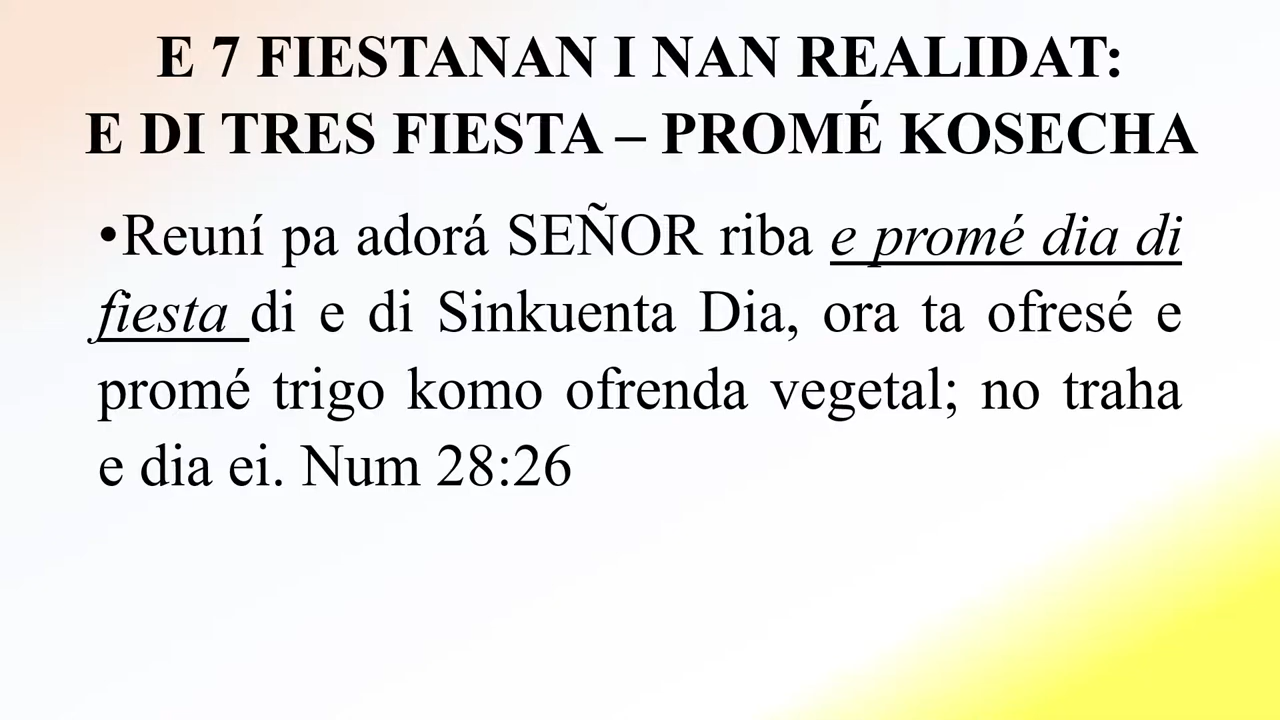 E 7 FIESTANAN I NAN REALIDAT:
E DI TRES FIESTA – PROMÉ KOSECHA
•Reuní pa adorá SEÑOR riba e promé dia di
fiesta di e di Sinkuenta Dia, ora ta ofresé e
promé trigo komo ofrenda vegetal; no traha
e dia ei. Num 28:26